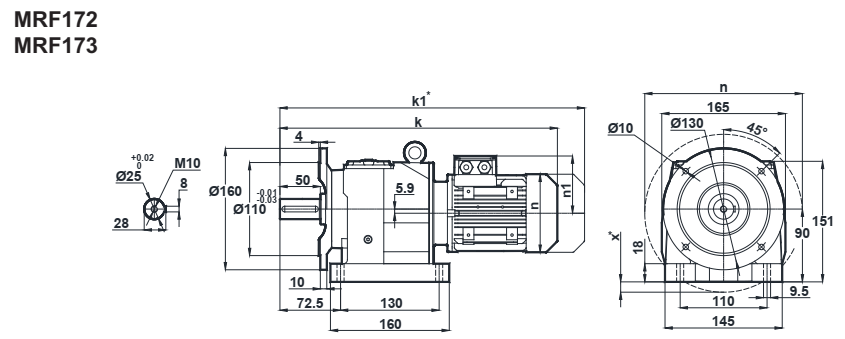 MRF172
MRF173
k1*
k
4
50
Ø160
Ø110 -0.01 -0.03
5.9
n
n1
10
72.5
130
160
+0.02
0
Ø25
M10
8
28
n
165
Ø10
Ø130
45°
151
90
x*
18
9.5
110
145